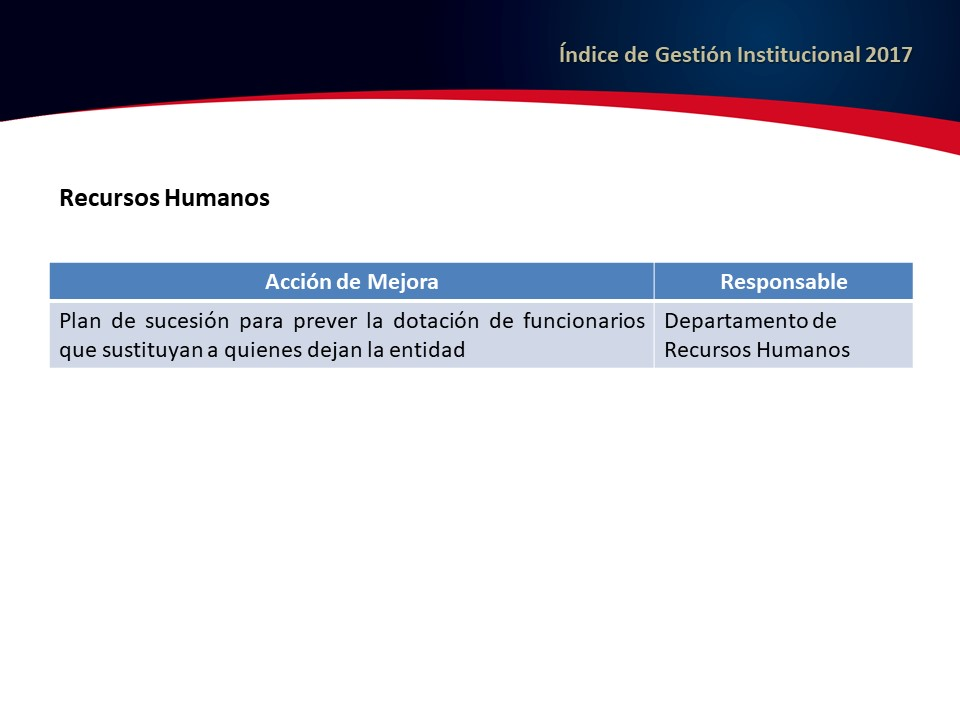 Índice de Gestión Institucional 2017
Recursos Humanos
Acción de Mejora
Responsable
Plan de sucesión para prever la dotación de funcionarios
que sustituyan a quienes dejan la entidad
Departamento de
Recursos Humanos